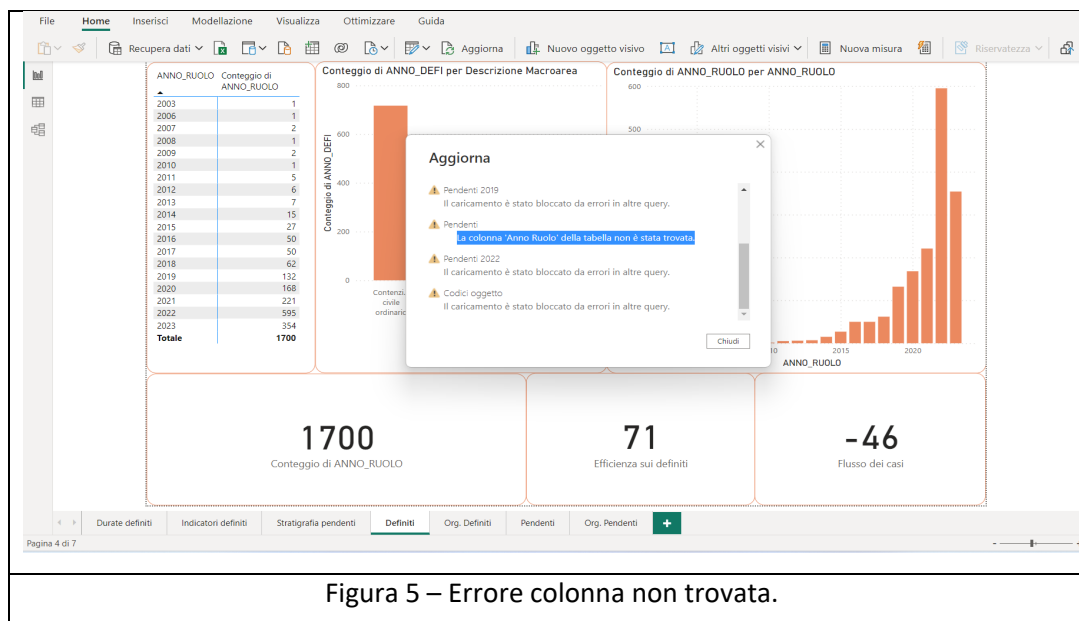 File Home Inserisci Modellazione Visualizza Ottimizzare Guida
Recupera dati Aggiorna Nuovo oggetto visivo Altri oggetti visivi Nuova misura Riservatezza
ANNO_RUOLO Conteggio di ANNO_RUOLO
2003 1
2006 1
2007 2
2008 1
2009 2
2010 1
2011 5
2012 6
2013 7
2014 15
2015 27
2016 50
2017 50
2018 62
2019 132
2020 168
2021 221
2022 595
2023 354
Totale 1700
Conteggio di ANNO_DEFI per Descrizione Macroarea
Conteggio di ANNO_DEFI
800
600
400
200
0
Contenzi...
civile
ordinario
Conteggio di ANNO_RUOLO per ANNO_RUOLO
600
500
10 2015 2020
ANNO_RUOLO
Aggiorna
Pendenti 2019
Il caricamento è stato bloccato da errori in altre query.
Pendenti
La colonna 'Anno Ruolo' della tabella non è stata trovata.
Pendenti 2022
Il caricamento è stato bloccato da errori in altre query.
Codici oggetto
Il caricamento è stato bloccato da errori in altre query.
Chiudi
1700
Conteggio di ANNO_RUOLO
71
Efficienza sui definiti
-46
Flusso dei casi
Durate definiti Indicatori definiti Stratigrafia pendenti Definiti Org. Definiti Pendenti Org. Pendenti
Pagina 4 di 7
Figura 5 – Errore colonna non trovata.